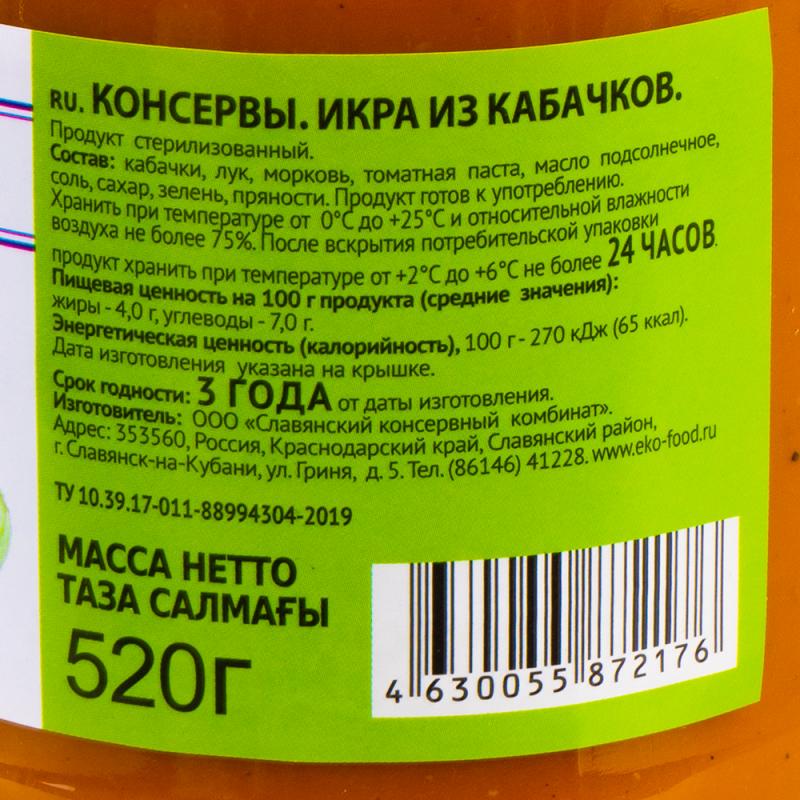 RU. КОНСЕРВЫ. ИКРА ИЗ КАБАЧКОВ.
Продукт стерилизованный.
Состав: кабачки, лук, морковь, томатная паста, масло подсолнечное,
соль, сахар, зелень, пряности. Продукт готов к употреблению.
Хранить при температуре от 0°С до +25°С и относительной влажности
воздуха не более 75%. После вскрытия потребительской упаковки
продукт хранить при температуре от +2°С до +6°С не более 24 ЧАСОВ.
Пищевая ценность на 100 г продукта (средние значения):
жиры - 4,0 г, углеводы - 7,0 г.
Энергетическая ценность (калорийность), 100 г - 270 кДж (65 ккал).
Дата изготовления указана на крышке.
Срок годности: 3 ГОДА от даты изготовления.
Изготовитель: ООО «Славянский консервный комбинат».
Адрес: 353560, Россия, Краснодарский край, Славянский район,
г. Славянск-на-Кубани, ул. Гриня, д. 5. Тел. (86146) 41228. www.eko-food.ru
ТУ 10.39.17-011-88994304-2019
МАССА НЕТТО
ТАЗА САЛМАҒЫ
520г
4 630055 872176